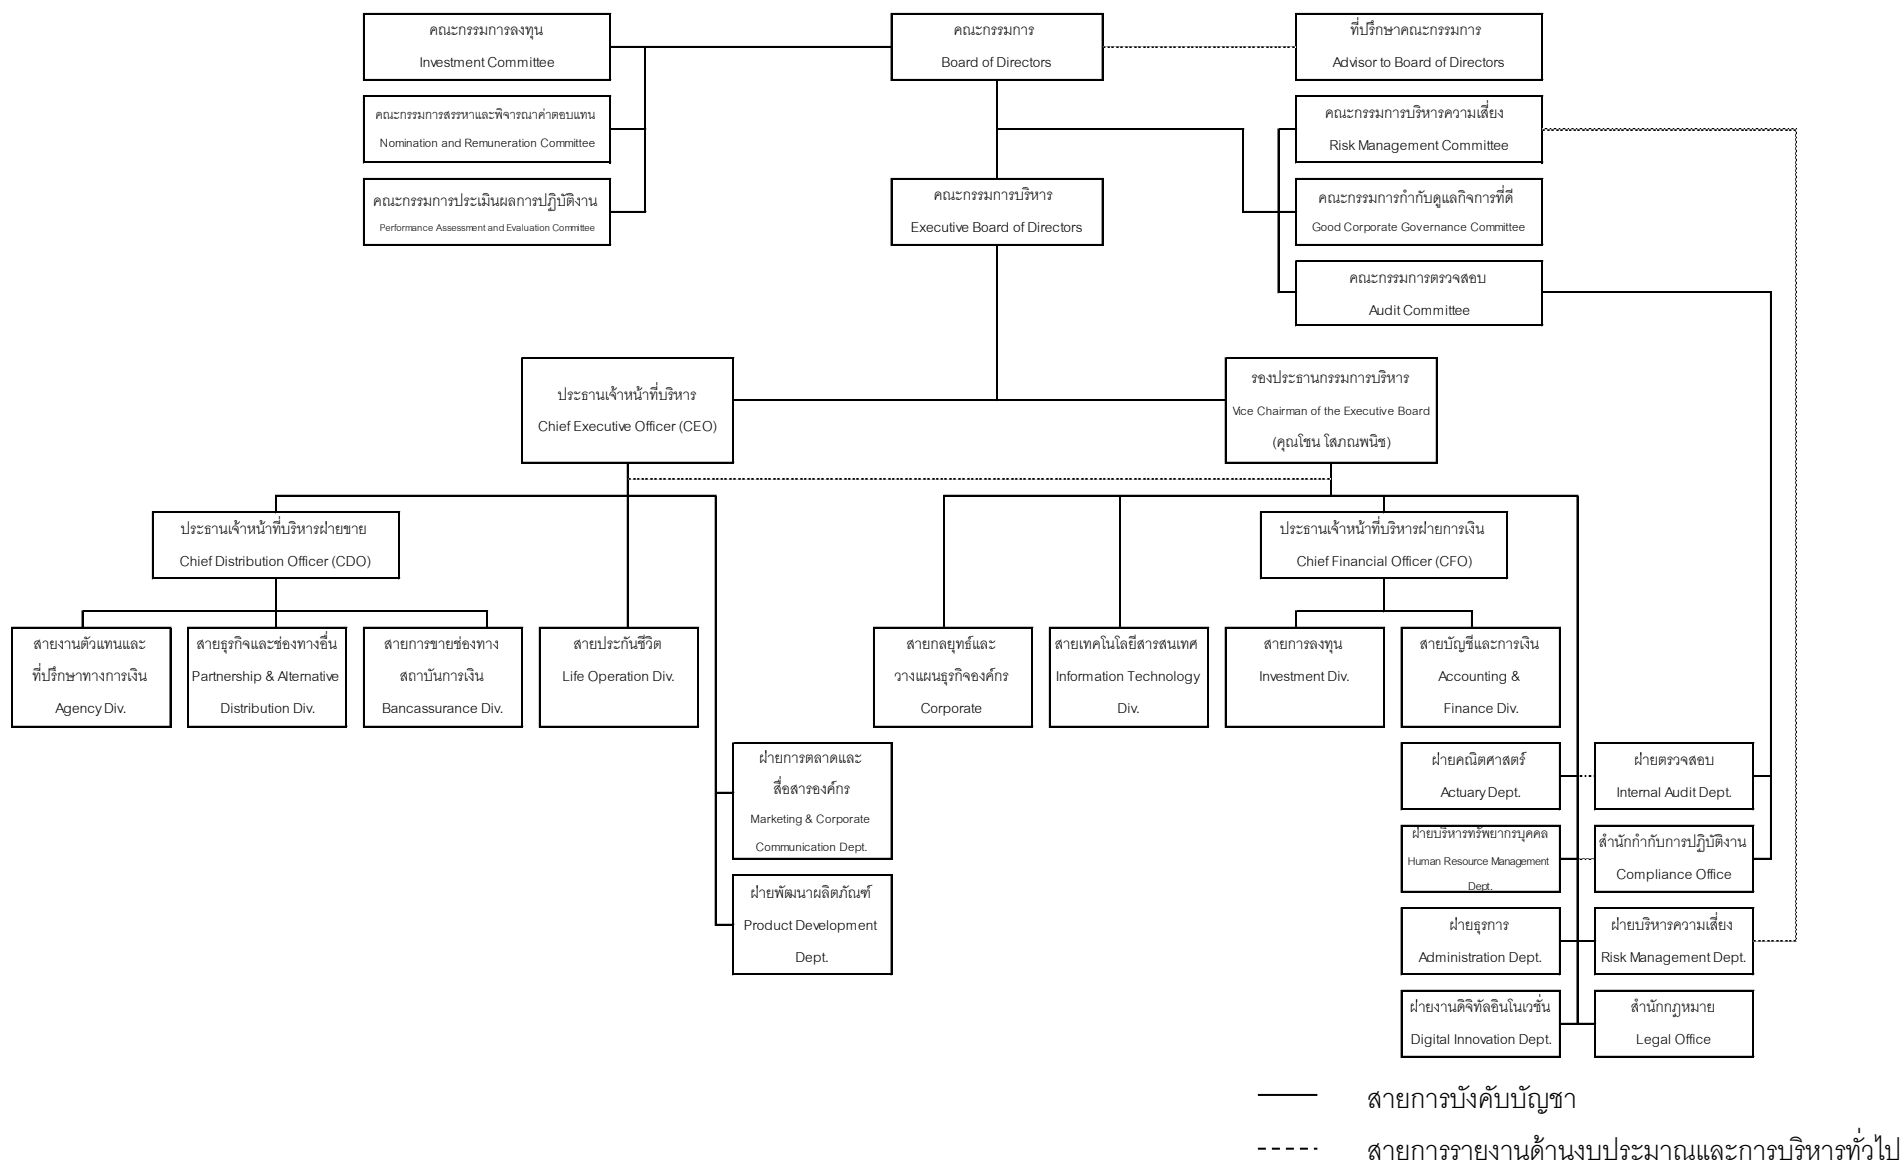 คณะกรรมการลงทุน
Investment Committee
คณะกรรมการ
Board of Directors
ที่ปรึกษาคณะกรรมการ
Advisor to Board of Directors
คณะกรรมการสรรหาและพิจารณาค่าตอบแทน
Nomination and Remuneration Committee
คณะกรรมการบริหารความเสี่ยง
Risk Management Committee
คณะกรรมการประเมินผลการปฏิบัติงาน
Performance Assessment and Evaluation Committee
คณะกรรมการบริหาร
Executive Board of Directors
คณะกรรมการกำกับดูแลกิจการที่ดี
Good Corporate Governance Committee
คณะกรรมการตรวจสอบ
Audit Committee
ประธานเจ้าหน้าที่บริหาร
Chief Executive Officer (CEO)
รองประธานกรรมการบริหาร
Vice Chairman of the Executive Board
(คุณโชน โสภณพนิช)
ประธานเจ้าหน้าที่บริหารฝ่ายขาย
Chief Distribution Officer (CDO)
ประธานเจ้าหน้าที่บริหารฝ่ายการเงิน
Chief Financial Officer (CFO)
สายงานตัวแทนและ
ที่ปรึกษาทางการเงิน
Agency Div.
สายธุรกิจและช่องทางอื่น
Partnership & Alternative
Distribution Div.
สายการขายช่องทาง
สถาบันการเงิน
Bancassurance Div.
สายประกันชีวิต
Life Operation Div.
สายกลยุทธ์และ
วางแผนธุรกิจองค์กร
Corporate
สายเทคโนโลยีสารสนเทศ
Information Technology
Div.
สายการลงทุน
Investment Div.
สายบัญชีและการเงิน
Accounting &
Finance Div.
ฝ่ายการตลาดและ
สื่อสารองค์กร
Marketing & Corporate
Communication Dept.
ฝ่ายคณิตศาสตร์
Actuary Dept.
ฝ่ายตรวจสอบ
Internal Audit Dept.
ฝ่ายบริหารทรัพยากรบุคคล
Human Resource Management
Dept.
สำนักกำกับการปฏิบัติงาน
Compliance Office
ฝ่ายพัฒนาผลิตภัณฑ์
Product Development
Dept.
ฝ่ายธุรการ
Administration Dept.
ฝ่ายบริหารความเสี่ยง
Risk Management Dept.
ฝ่ายงานดิจิทัลอินโนเวชั่น
Digital Innovation Dept.
สำนักกฎหมาย
Legal Office
สายการบังคับบัญชา
สายการรายงานด้านงบประมาณและการบริหารทั่วไป